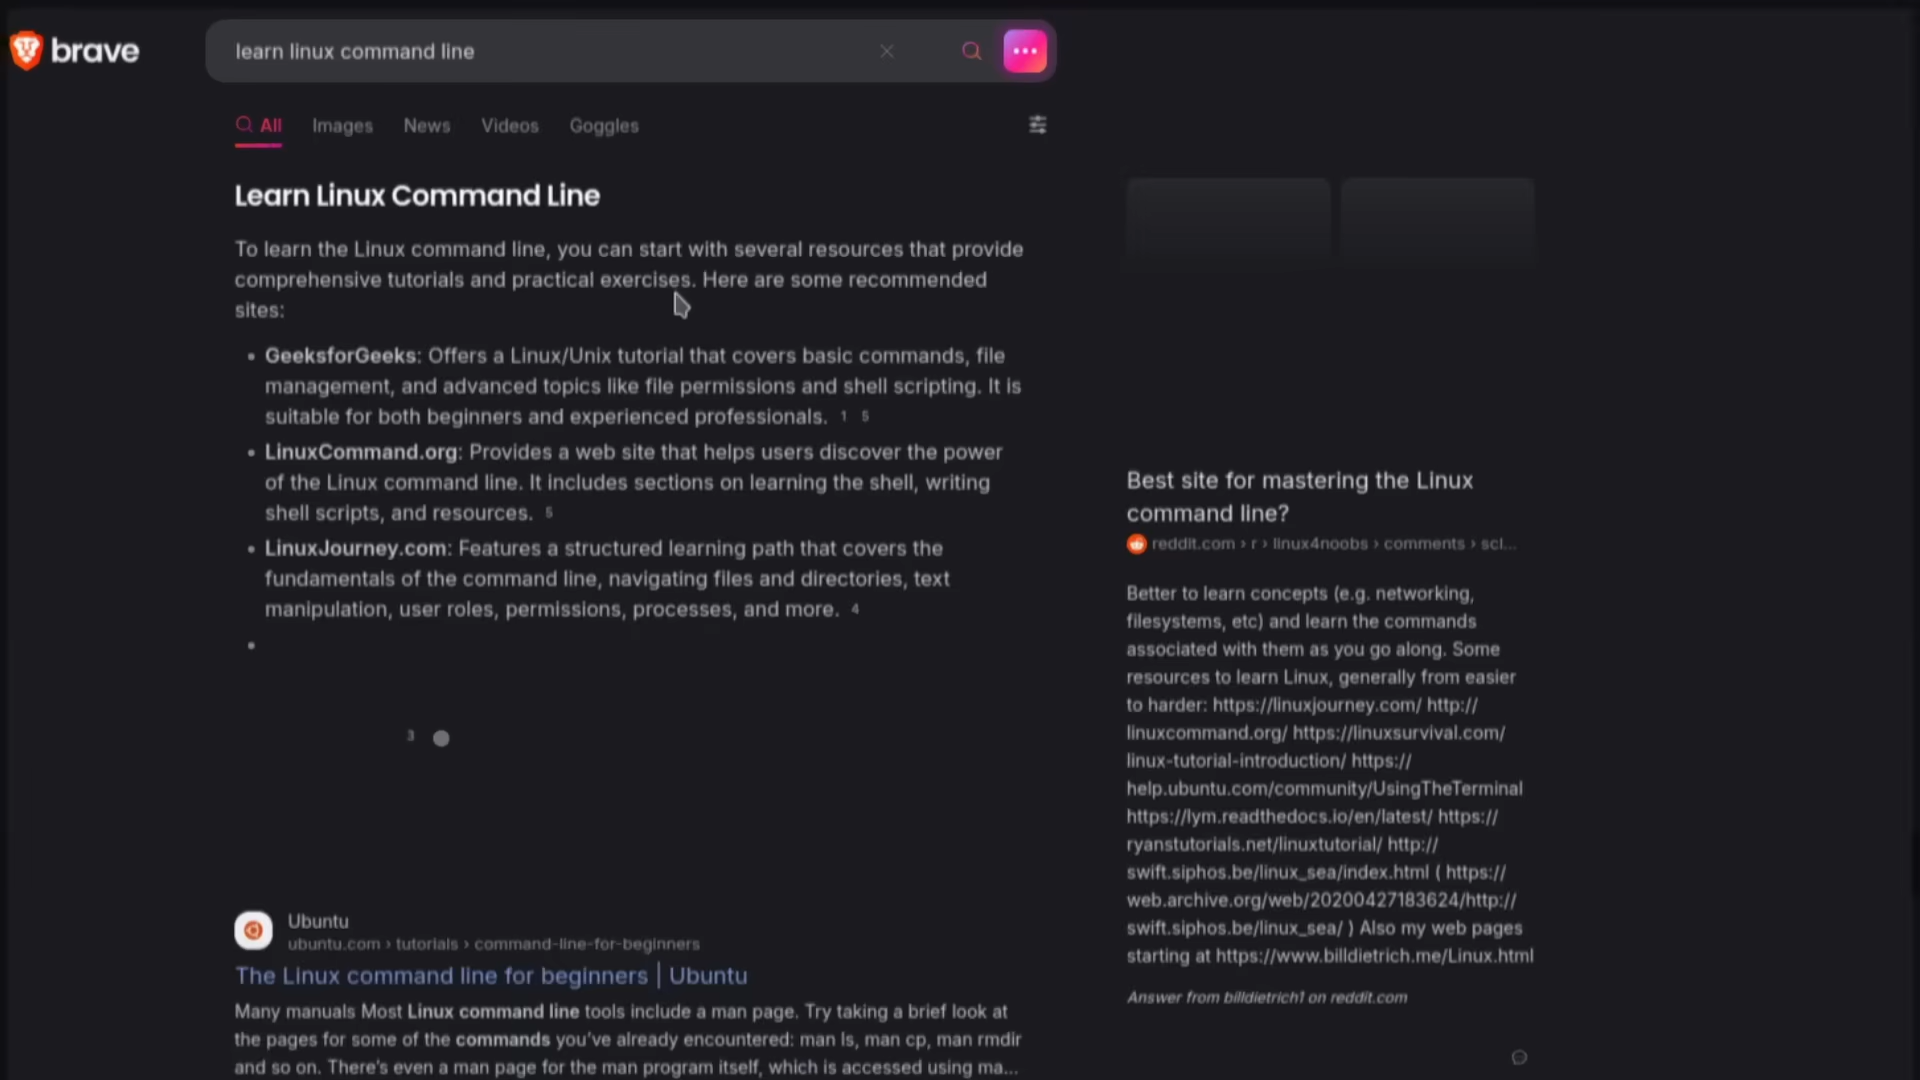 brave
learn linux command line
All
Images
News
Videos
Goggles
Learn Linux Command Line
To learn the Linux command line, you can start with several resources that provide
comprehensive tutorials and practical exercises. Here are some recommended
sites:
• GeeksforGeeks: Offers a Linux/Unix tutorial that covers basic commands, file
management, and advanced topics like file permissions and shell scripting. It is
suitable for both beginners and experienced professionals. 1 5
• LinuxCommand.org: Provides a web site that helps users discover the power
of the Linux command line. It includes sections on learning the shell, writing
shell scripts, and resources. 5
• LinuxJourney.com: Features a structured learning path that covers the
fundamentals of the command line, navigating files and directories, text
manipulation, user roles, permissions, processes, and more. 4
•
3
Ubuntu
ubuntu.com › tutorials › command-line-for-beginners
The Linux command line for beginners | Ubuntu
Many manuals Most Linux command line tools include a man page. Try taking a brief look at
the pages for some of the commands you've already encountered: man ls, man cp, man rmdir
and so on. There's even a man page for the man program itself, which is accessed using ma...
Best site for mastering the Linux
command line?
reddit.com › r › linux4noobs › comments › scl...
Better to learn concepts (e.g. networking,
filesystems, etc) and learn the commands
associated with them as you go along. Some
resources to learn Linux, generally from easier
to harder: https://linuxjourney.com/ http://
linuxcommand.org/ https://linuxsurvival.com/
linux-tutorial-introduction/ https://
help.ubuntu.com/community/UsingTheTerminal
https://lym.readthedocs.io/en/latest/ https://
ryanstutorials.net/linuxtutorial/ http://
swift.siphos.be/linux_sea/index.html ( https://
web.archive.org/web/20200427183624/http://
swift.siphos.be/linux_sea/ ) Also my web pages
starting at https://www.billdietrich.me/Linux.html
Answer from billdietrich1 on reddit.com